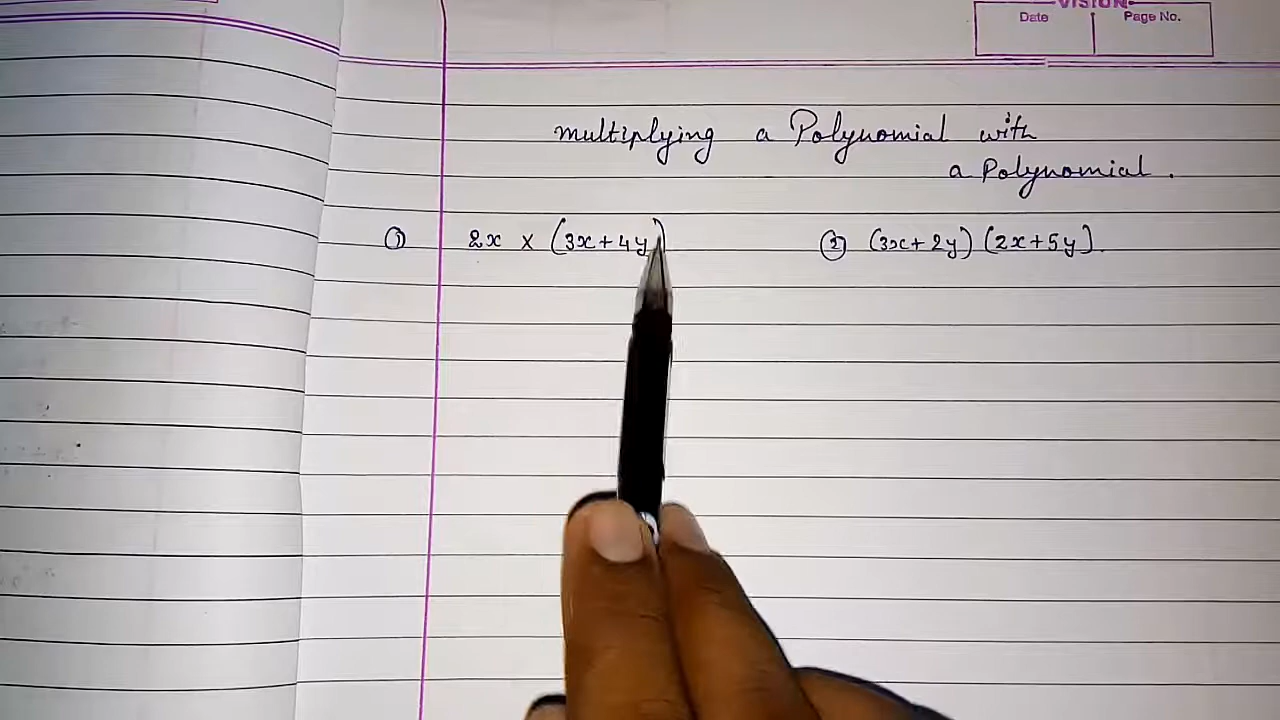 VISION
Date Page No.
multiplying a Polynomial with
a Polynomial.
① 2x × (3x+4y) ② (3x+2y) (2x+5y).